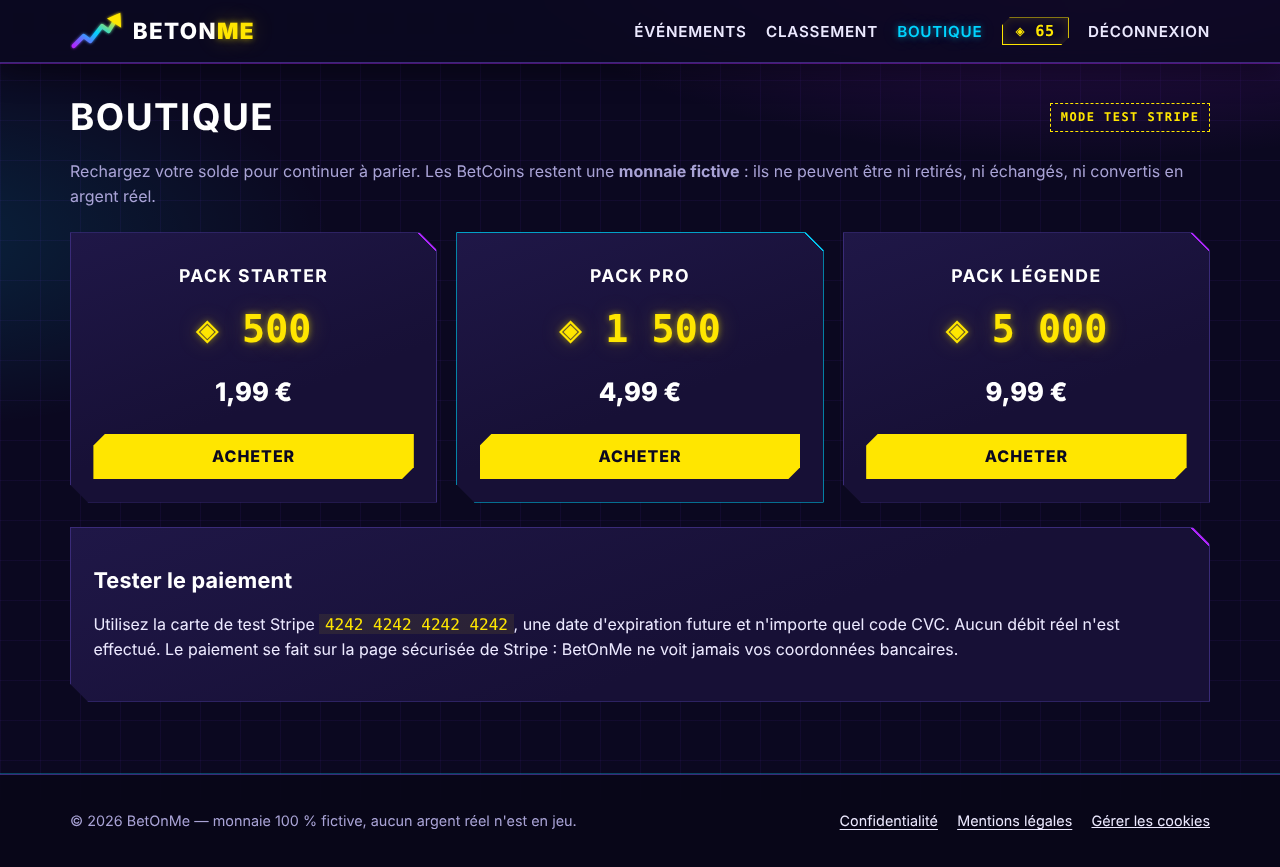 BETONME
ÉVÉNEMENTS CLASSEMENT BOUTIQUE ◈ 65 DÉCONNEXION
BOUTIQUE
MODE TEST STRIPE
Rechargez votre solde pour continuer à parier. Les BetCoins restent une monnaie fictive : ils ne peuvent être ni retirés, ni échangés, ni convertis en
argent réel.
PACK STARTER
◈ 500
1,99 €
ACHETER
PACK PRO
◈ 1 500
4,99 €
ACHETER
PACK LÉGENDE
◈ 5 000
9,99 €
ACHETER
Tester le paiement
Utilisez la carte de test Stripe 4242 4242 4242 4242, une date d'expiration future et n'importe quel code CVC. Aucun débit réel n'est
effectué. Le paiement se fait sur la page sécurisée de Stripe : BetOnMe ne voit jamais vos coordonnées bancaires.
© 2026 BetOnMe — monnaie 100 % fictive, aucun argent réel n'est en jeu.
Confidentialité Mentions légales Gérer les cookies